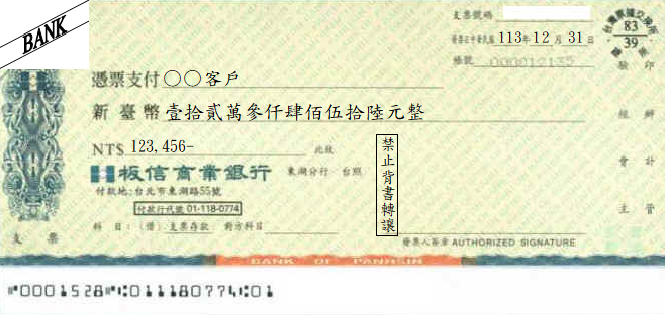 BANK
支票號碼
發票日中華民國 113年 12 月 31 日
帳號 000012135
台灣票據交換所
83
39
驗印
憑票支付○○客戶
新臺幣壹拾貳萬參仟肆佰伍拾陸元整
經辦
NT$ 123,456- 此致
板信商業銀行 東湖分行 台照
付款地:台北市東湖路55號
付款行代號 01-118-0774
科目:(借)支票存款 對方科目
禁止背書轉讓
會計
主管
支票
發票人簽章 AUTHORIZED SIGNATURE
BANK OF PANHSIN
⑈0001528⑈⑆011180774⑆01